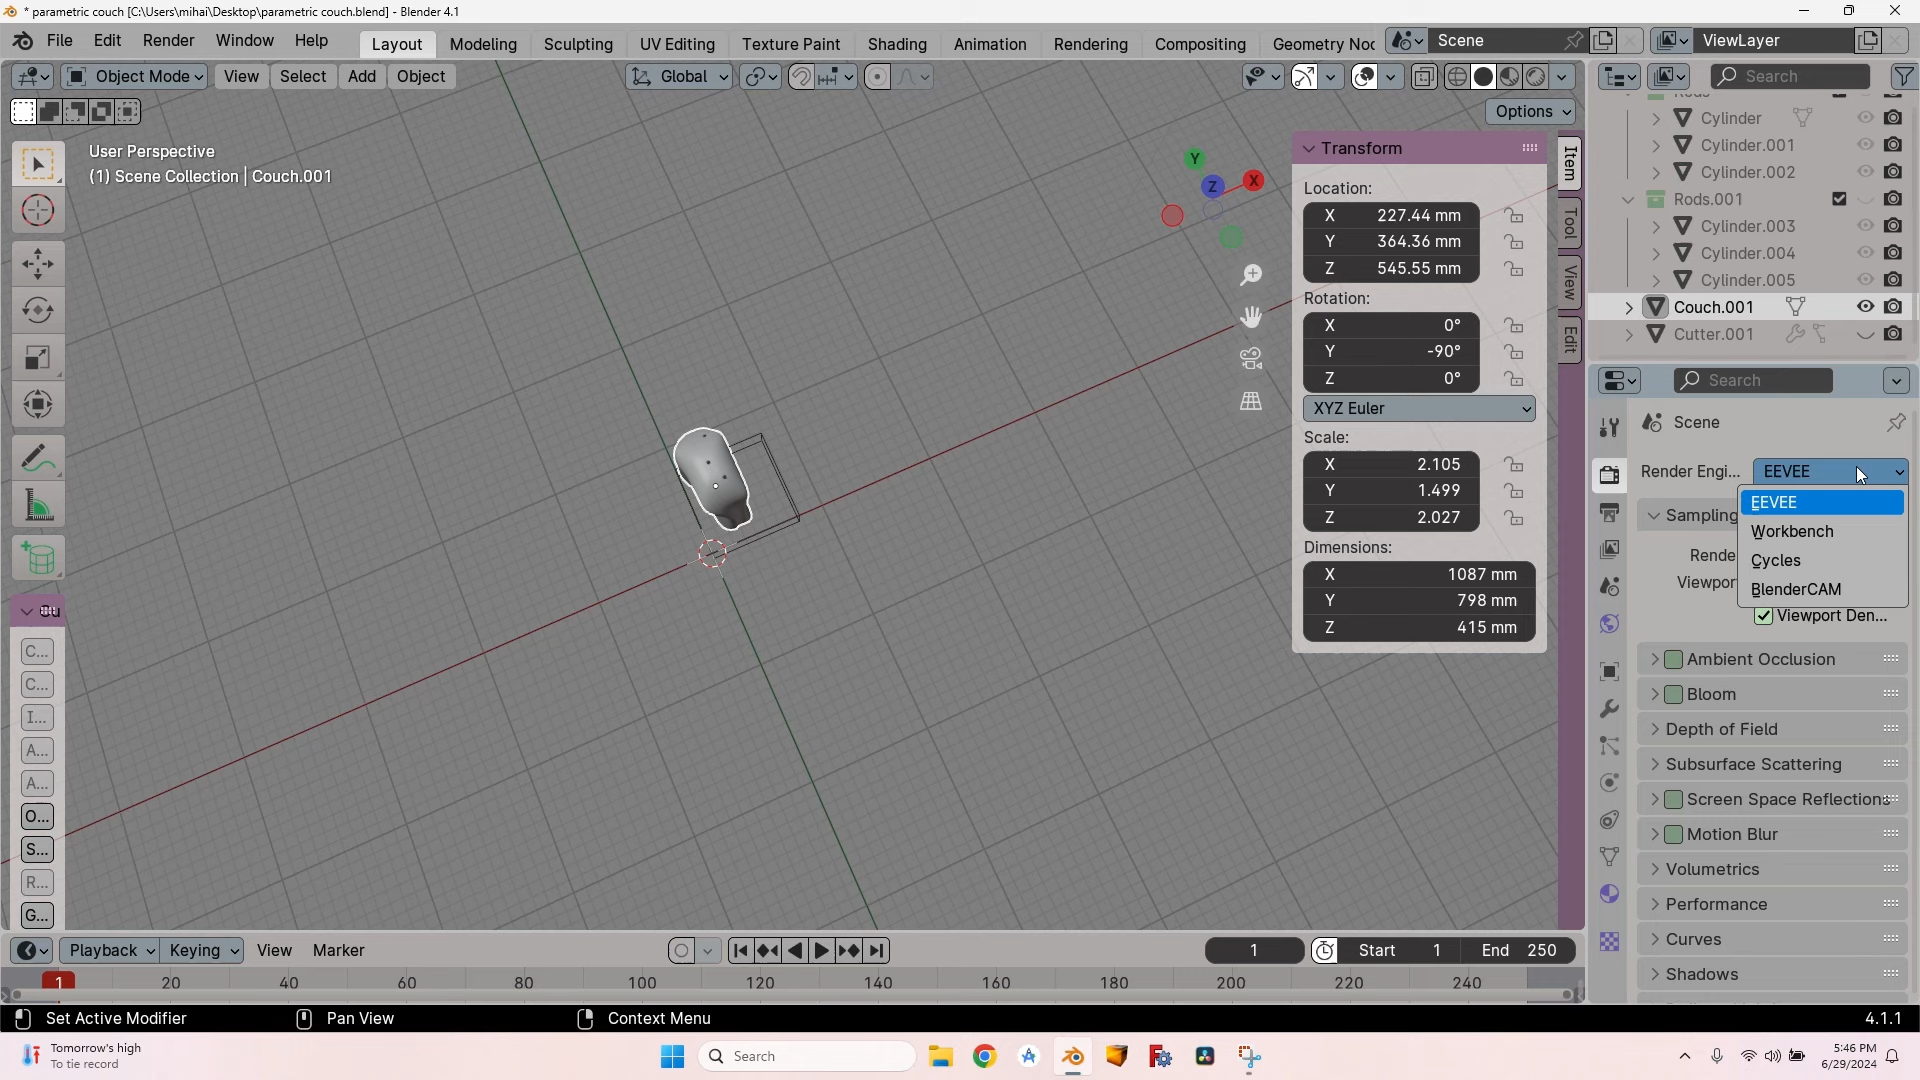 * parametric couch [C:\Users\mihai\Desktop\parametric couch.blend] - Blender 4.1
File Edit Render Window Help Layout Modeling Sculpting UV Editing Texture Paint Shading Animation Rendering Compositing Geometry Noc Scene ViewLayer
Object Mode View Select Add Object Global Search
Options
User Perspective
(1) Scene Collection | Couch.001
Y
Z
X
Transform
Location:
X 227.44 mm
Y 364.36 mm
Z 545.55 mm
Rotation:
X 0°
Y -90°
Z 0°
XYZ Euler
Scale:
X 2.105
Y 1.499
Z 2.027
Dimensions:
X 1087 mm
Y 798 mm
Z 415 mm
Item
Tool
View
Edit
Rods
Cylinder
Cylinder.001
Cylinder.002
Rods.001
Cylinder.003
Cylinder.004
Cylinder.005
Couch.001
Cutter.001
Search
Scene
Render Engi... EEVEE
EEVEE
Workbench
Cycles
BlenderCAM
Sampling
Rende
Viewpor
Viewport Den...
Ambient Occlusion
Bloom
Depth of Field
Subsurface Scattering
Screen Space Reflections
Motion Blur
Volumetrics
Performance
Curves
Shadows
C...
C...
I...
A...
A...
O...
S...
R...
G...
Playback Keying View Marker 1 Start 1 End 250
1 20 40 60 80 100 120 140 160 180 200 220 240
Set Active Modifier Pan View Context Menu 4.1.1
Tomorrow's high
To tie record
Search
5:46 PM
6/29/2024